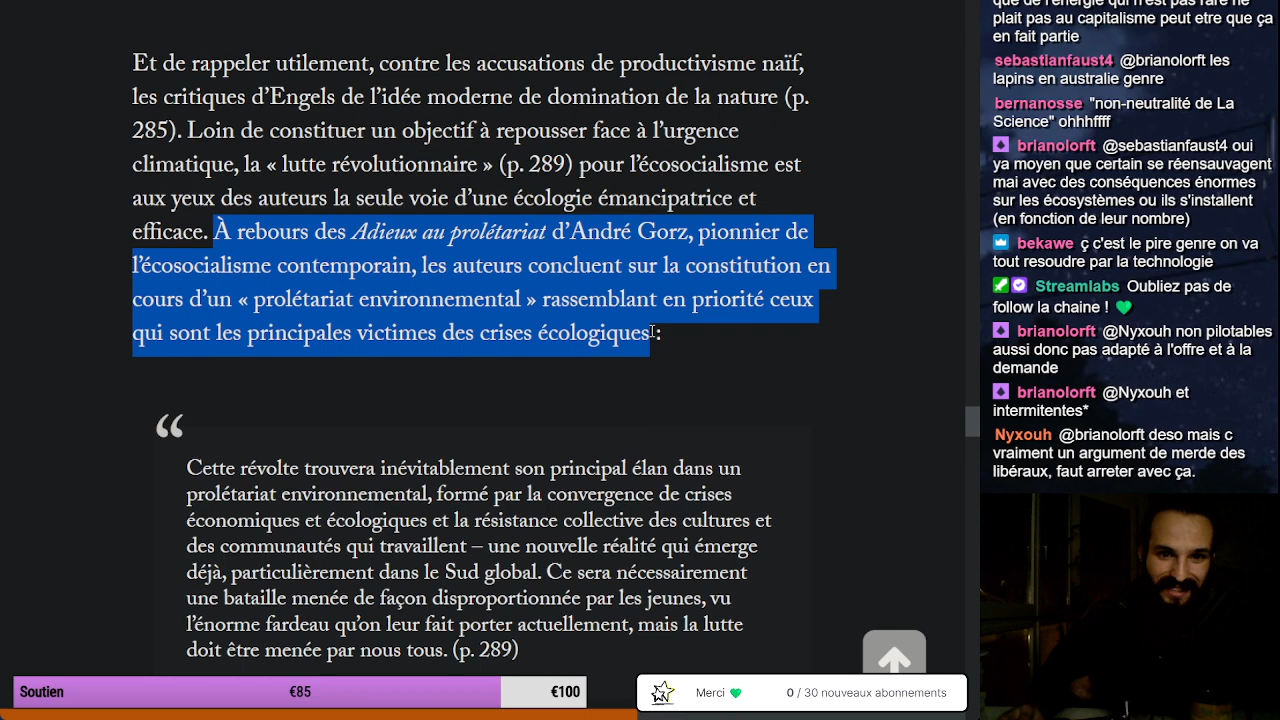 Et de rappeler utilement, contre les accusations de productivisme naïf,
les critiques d’Engels de l’idée moderne de domination de la nature (p.
285). Loin de constituer un objectif à repousser face à l’urgence
climatique, la « lutte révolutionnaire » (p. 289) pour l’écosocialisme est
aux yeux des auteurs la seule voie d’une écologie émancipatrice et
efficace. À rebours des Adieux au prolétariat d’André Gorz, pionnier de
l’écosocialisme contemporain, les auteurs concluent sur la constitution en
cours d’un « prolétariat environnemental » rassemblant en priorité ceux
qui sont les principales victimes des crises écologiques :
“
Cette révolte trouvera inévitablement son principal élan dans un
prolétariat environnemental, formé par la convergence de crises
économiques et écologiques et la résistance collective des cultures et
des communautés qui travaillent – une nouvelle réalité qui émerge
déjà, particulièrement dans le Sud global. Ce sera nécessairement
une bataille menée de façon disproportionnée par les jeunes, vu
l’énorme fardeau qu’on leur fait porter actuellement, mais la lutte
doit être menée par nous tous. (p. 289)
que de l'énergie qui n'est pas rare ne
plait pas au capitalisme peut etre que ça
en fait partie
sebastianfaust4 @brianolorft les
lapins en australie genre
bernanosse "non-neutralité de La
Science" ohhhffff
brianolorft @sebastianfaust4 oui
ya moyen que certain se réensauvagent
mai avec des conséquences énormes
sur les écosystèmes ou ils s'installent
(en fonction de leur nombre)
bekawe ç c'est le pire genre on va
tout resoudre par la technologie
Streamlabs Oubliez pas de
follow la chaine !
brianolorft @Nyxouh non pilotables
aussi donc pas adapté à l'offre et à la
demande
brianolorft @Nyxouh et
intermitentes*
Nyxouh @brianolorft deso mais c
vraiment un argument de merde des
libéraux, faut arreter avec ça.
Soutien €85 €100
Merci 0 / 30 nouveaux abonnements